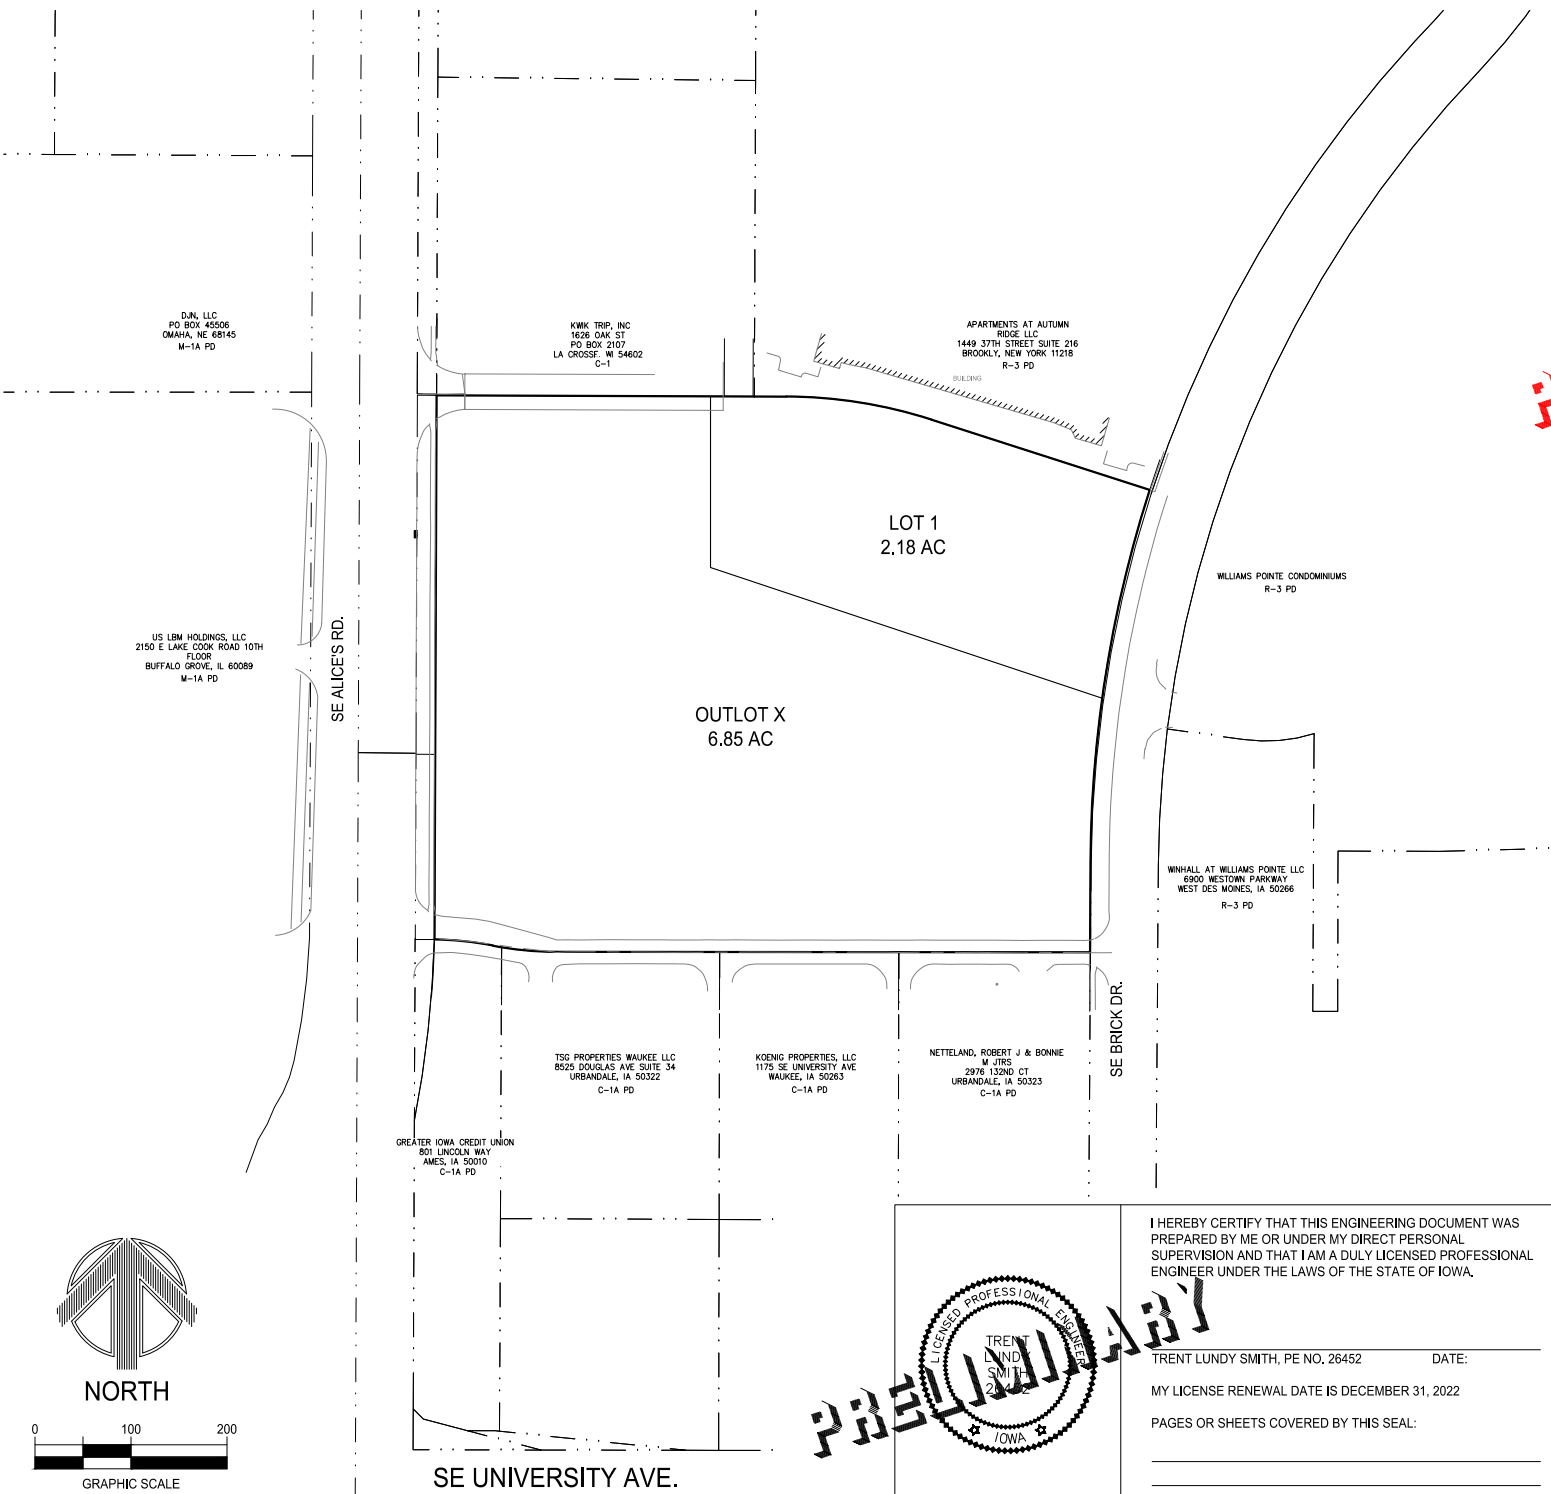 DJN, LLC
PO BOX 45506
OMAHA, NE 68145
M-1A PD
KWIK TRIP, INC
1626 OAK ST
PO BOX 2107
LA CROSSE, WI 54602
C-1
APARTMENTS AT AUTUMN
RIDGE LLC
1449 37TH STREET SUITE 216
BROOKLY, NEW YORK 11218
R-3 PD
BUILDING
LOT 1
2.18 AC
WILLIAMS POINTE CONDOMINIUMS
R-3 PD
US LBM HOLDINGS, LLC
2150 E LAKE COOK ROAD 10TH
FLOOR
BUFFALO GROVE, IL 60089
M-1A PD
SE ALICE'S RD.
OUTLOT X
6.85 AC
WINHALL AT WILLIAMS POINTE LLC
6900 WESTOWN PARKWAY
WEST DES MOINES, IA 50266
R-3 PD
SE BRICK DR.
TSG PROPERTIES WAUKEE LLC
8525 DOUGLAS AVE SUITE 34
URBANDALE, IA 50322
C-1A PD
KOENIG PROPERTIES, LLC
1175 SE UNIVERSITY AVE
WAUKEE, IA 50263
C-1A PD
NETTELAND, ROBERT J & BONNIE
M JTRS
2976 132ND CT
URBANDALE, IA 50323
C-1A PD
GREATER IOWA CREDIT UNION
801 LINCOLN WAY
AMES, IA 50010
C-1A PD
NORTH
0 100 200
GRAPHIC SCALE
SE UNIVERSITY AVE.
LICENSED PROFESSIONAL ENGINEER
TRENT
LUNDY
SMITH
26452
IOWA
PRELIMINARY
I HEREBY CERTIFY THAT THIS ENGINEERING DOCUMENT WAS
PREPARED BY ME OR UNDER MY DIRECT PERSONAL
SUPERVISION AND THAT I AM A DULY LICENSED PROFESSIONAL
ENGINEER UNDER THE LAWS OF THE STATE OF IOWA.
TRENT LUNDY SMITH, PE NO. 26452 DATE:
MY LICENSE RENEWAL DATE IS DECEMBER 31, 2022
PAGES OR SHEETS COVERED BY THIS SEAL: